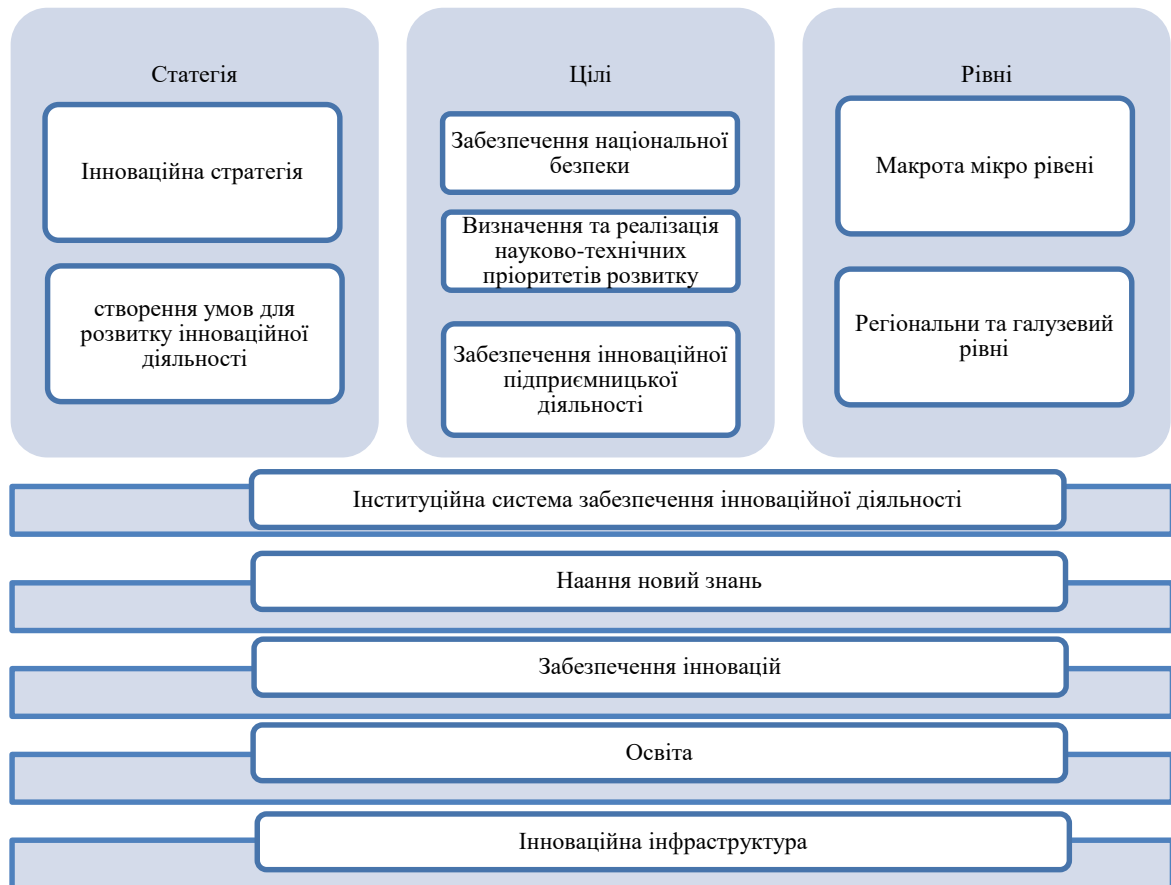 Статегія
Інноваційна стратегія
створення умов для
розвитку інноваційної
діяльності
Цілі
Забезпечення національної
безпеки
Визначення та реалізація
науково-технічних
пріоритетів розвитку
Забезпечення інноваційної
підприємницької
діяльності
Рівні
Макрота мікро рівені
Регіональни та галузевий
рівні
Інституційна система забезпечення інноваційної діяльності
Наання новий знань
Забезпечення інновацій
Освіта
Інноваційна інфраструктура